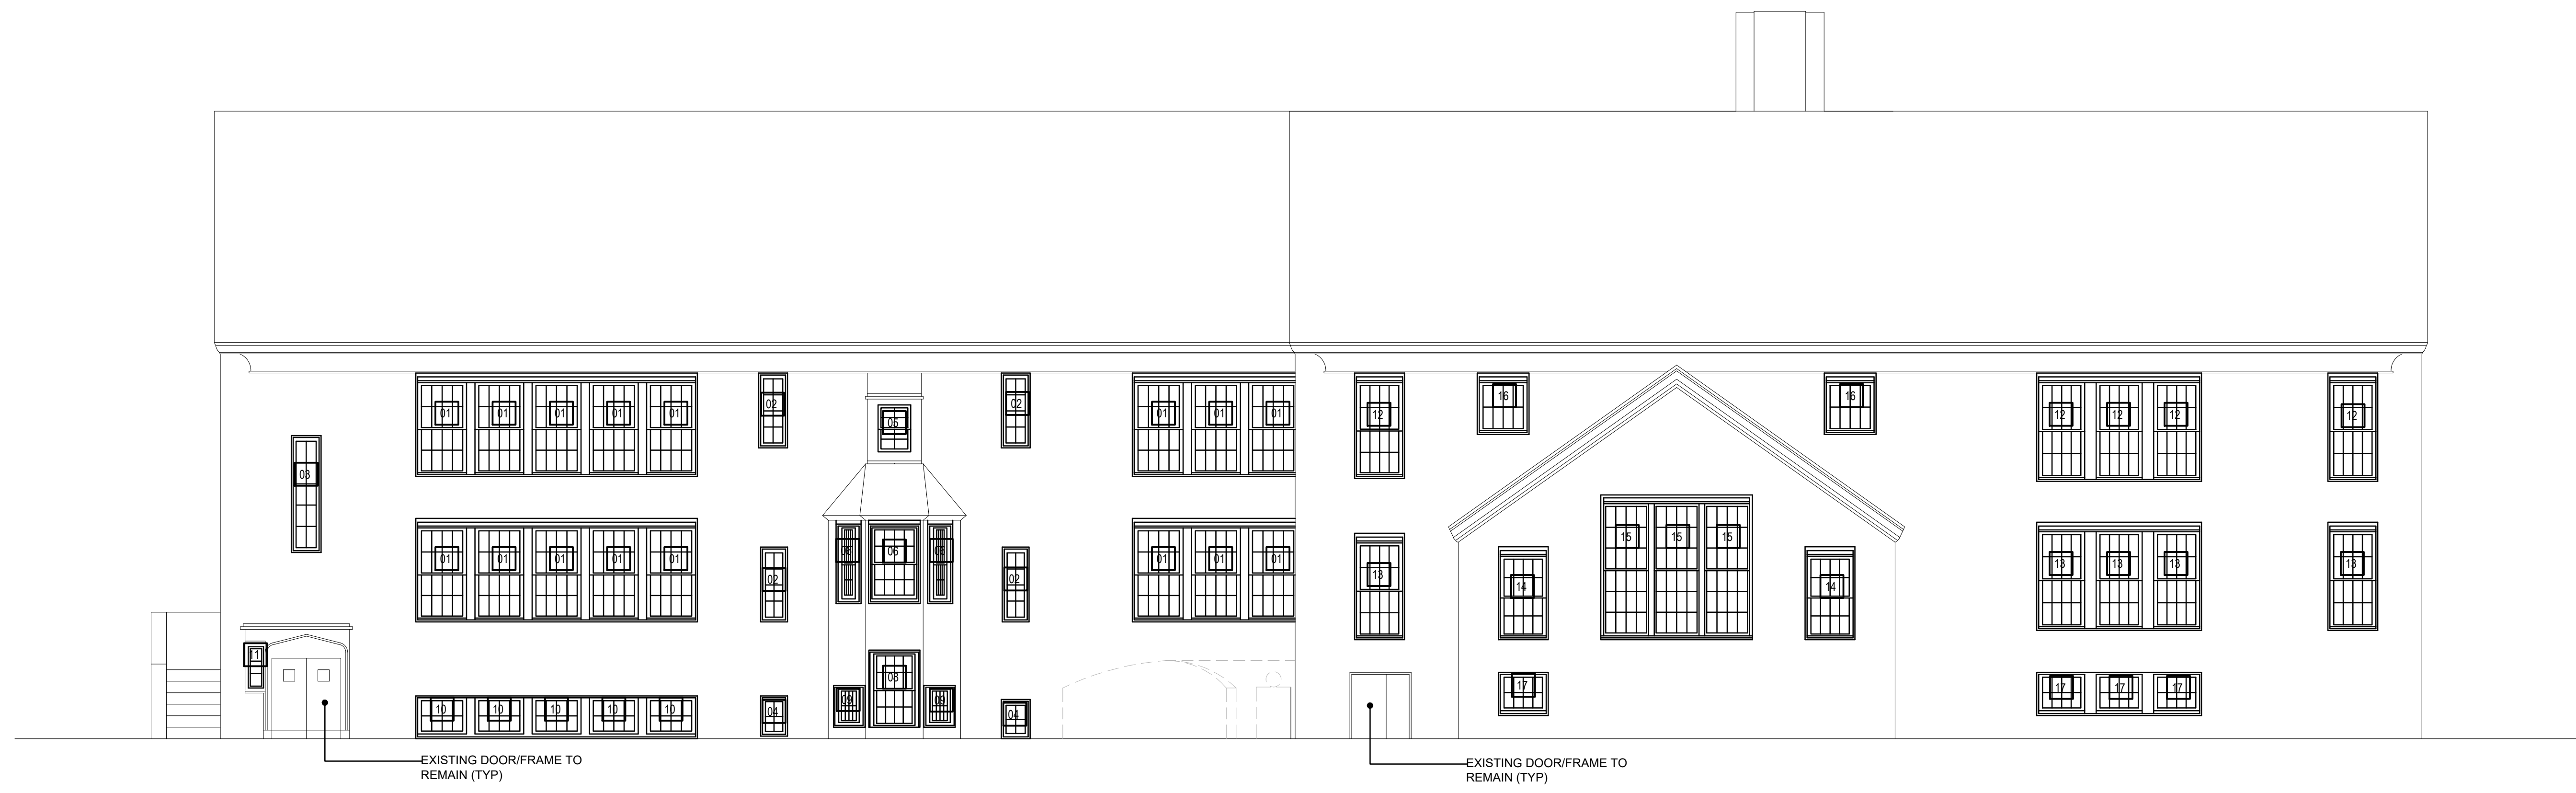 01 01 01 01 01 02 02 01 01 01 12 16 16 12 12 12 12
05
03
01 01 01 01 01 02 06 06 06 02 01 01 01 13 14 15 15 15 14 13 13 13 13
11
08
10 10 10 10 10 04 09 09 04 17 17 17 17
EXISTING DOOR/FRAME TO
REMAIN (TYP)
EXISTING DOOR/FRAME TO
REMAIN (TYP)